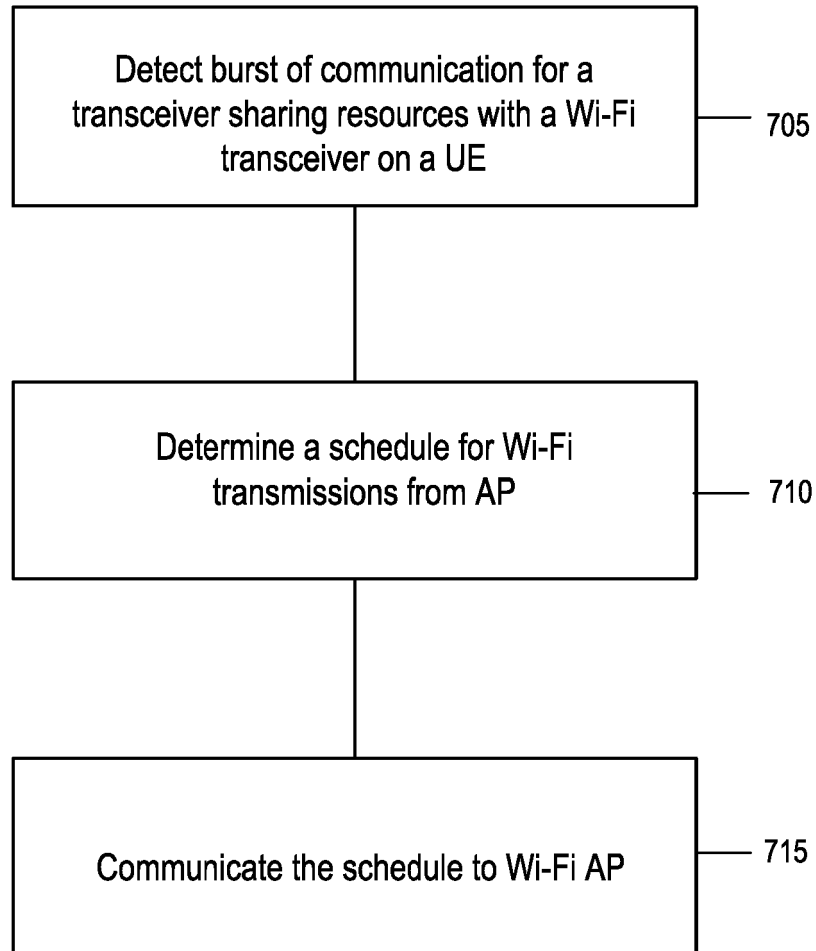 Detect burst of communication for a
transceiver sharing resources with a Wi-Fi
transceiver on a UE
705
Determine a schedule for Wi-Fi
transmissions from AP
710
Communicate the schedule to Wi-Fi AP
715